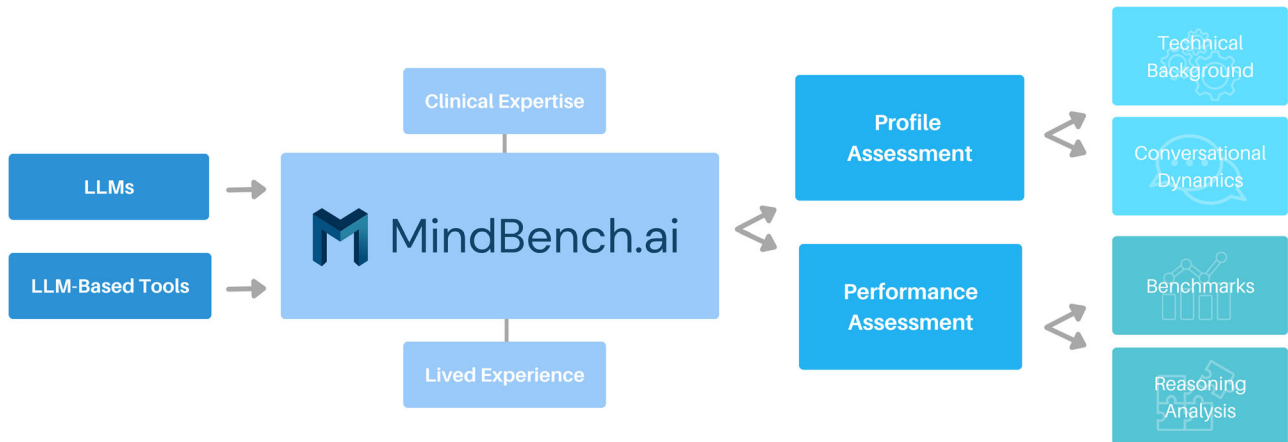 LLMs
LLM-Based Tools
Clinical Expertise
MindBench.ai
Lived Experience
Profile
Assessment
Performance
Assessment
Technical
Background
Conversational
Dynamics
Benchmarks
Reasoning
Analysis